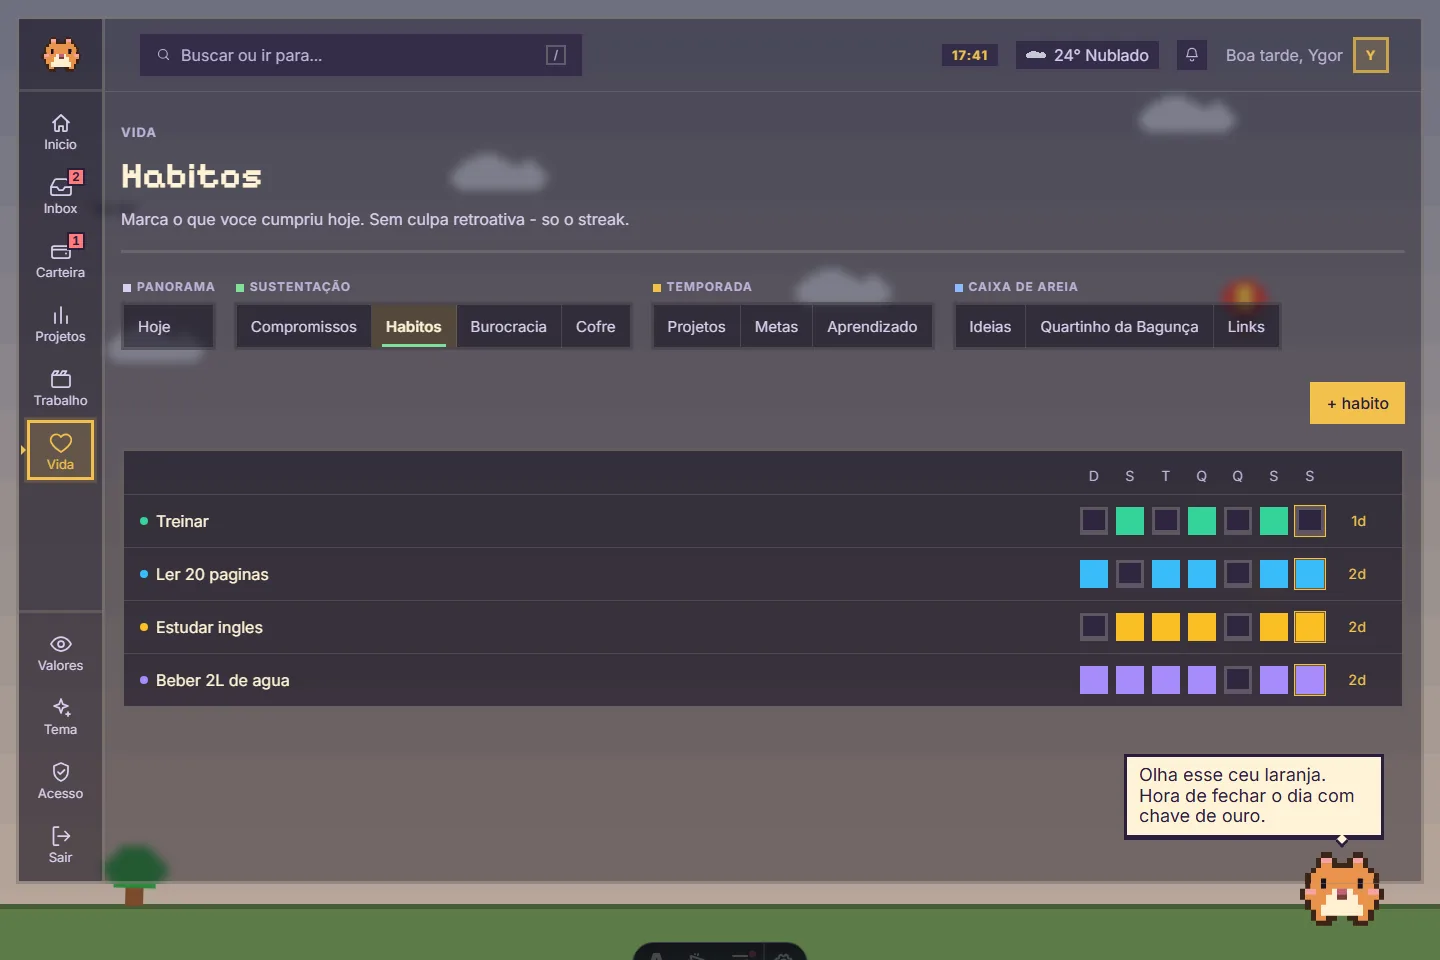 Buscar ou ir para...
/
17:41
24° Nublado
Boa tarde, Ygor
Y
Inicio
2
Inbox
1
Carteira
Projetos
Trabalho
Vida
Valores
Tema
Acesso
Sair
VIDA
Habitos
Marca o que voce cumpriu hoje. Sem culpa retroativa - so o streak.
PANORAMA
SUSTENTAÇÃO
TEMPORADA
CAIXA DE AREIA
Hoje
Compromissos
Habitos
Burocracia
Cofre
Projetos
Metas
Aprendizado
Ideias
Quartinho da Bagunça
Links
+ habito
D S T Q Q S S
Treinar
1d
Ler 20 paginas
2d
Estudar ingles
2d
Beber 2L de agua
2d
Olha esse ceu laranja.
Hora de fechar o dia com
chave de ouro.